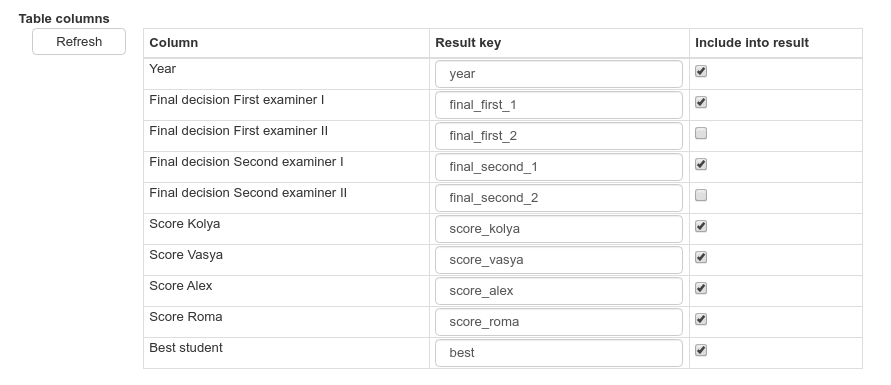 Table columns
Refresh
Column Result key Include into result
Year year
Final decision First examiner I final_first_1
Final decision First examiner II final_first_2
Final decision Second examiner I final_second_1
Final decision Second examiner II final_second_2
Score Kolya score_kolya
Score Vasya score_vasya
Score Alex score_alex
Score Roma score_roma
Best student best